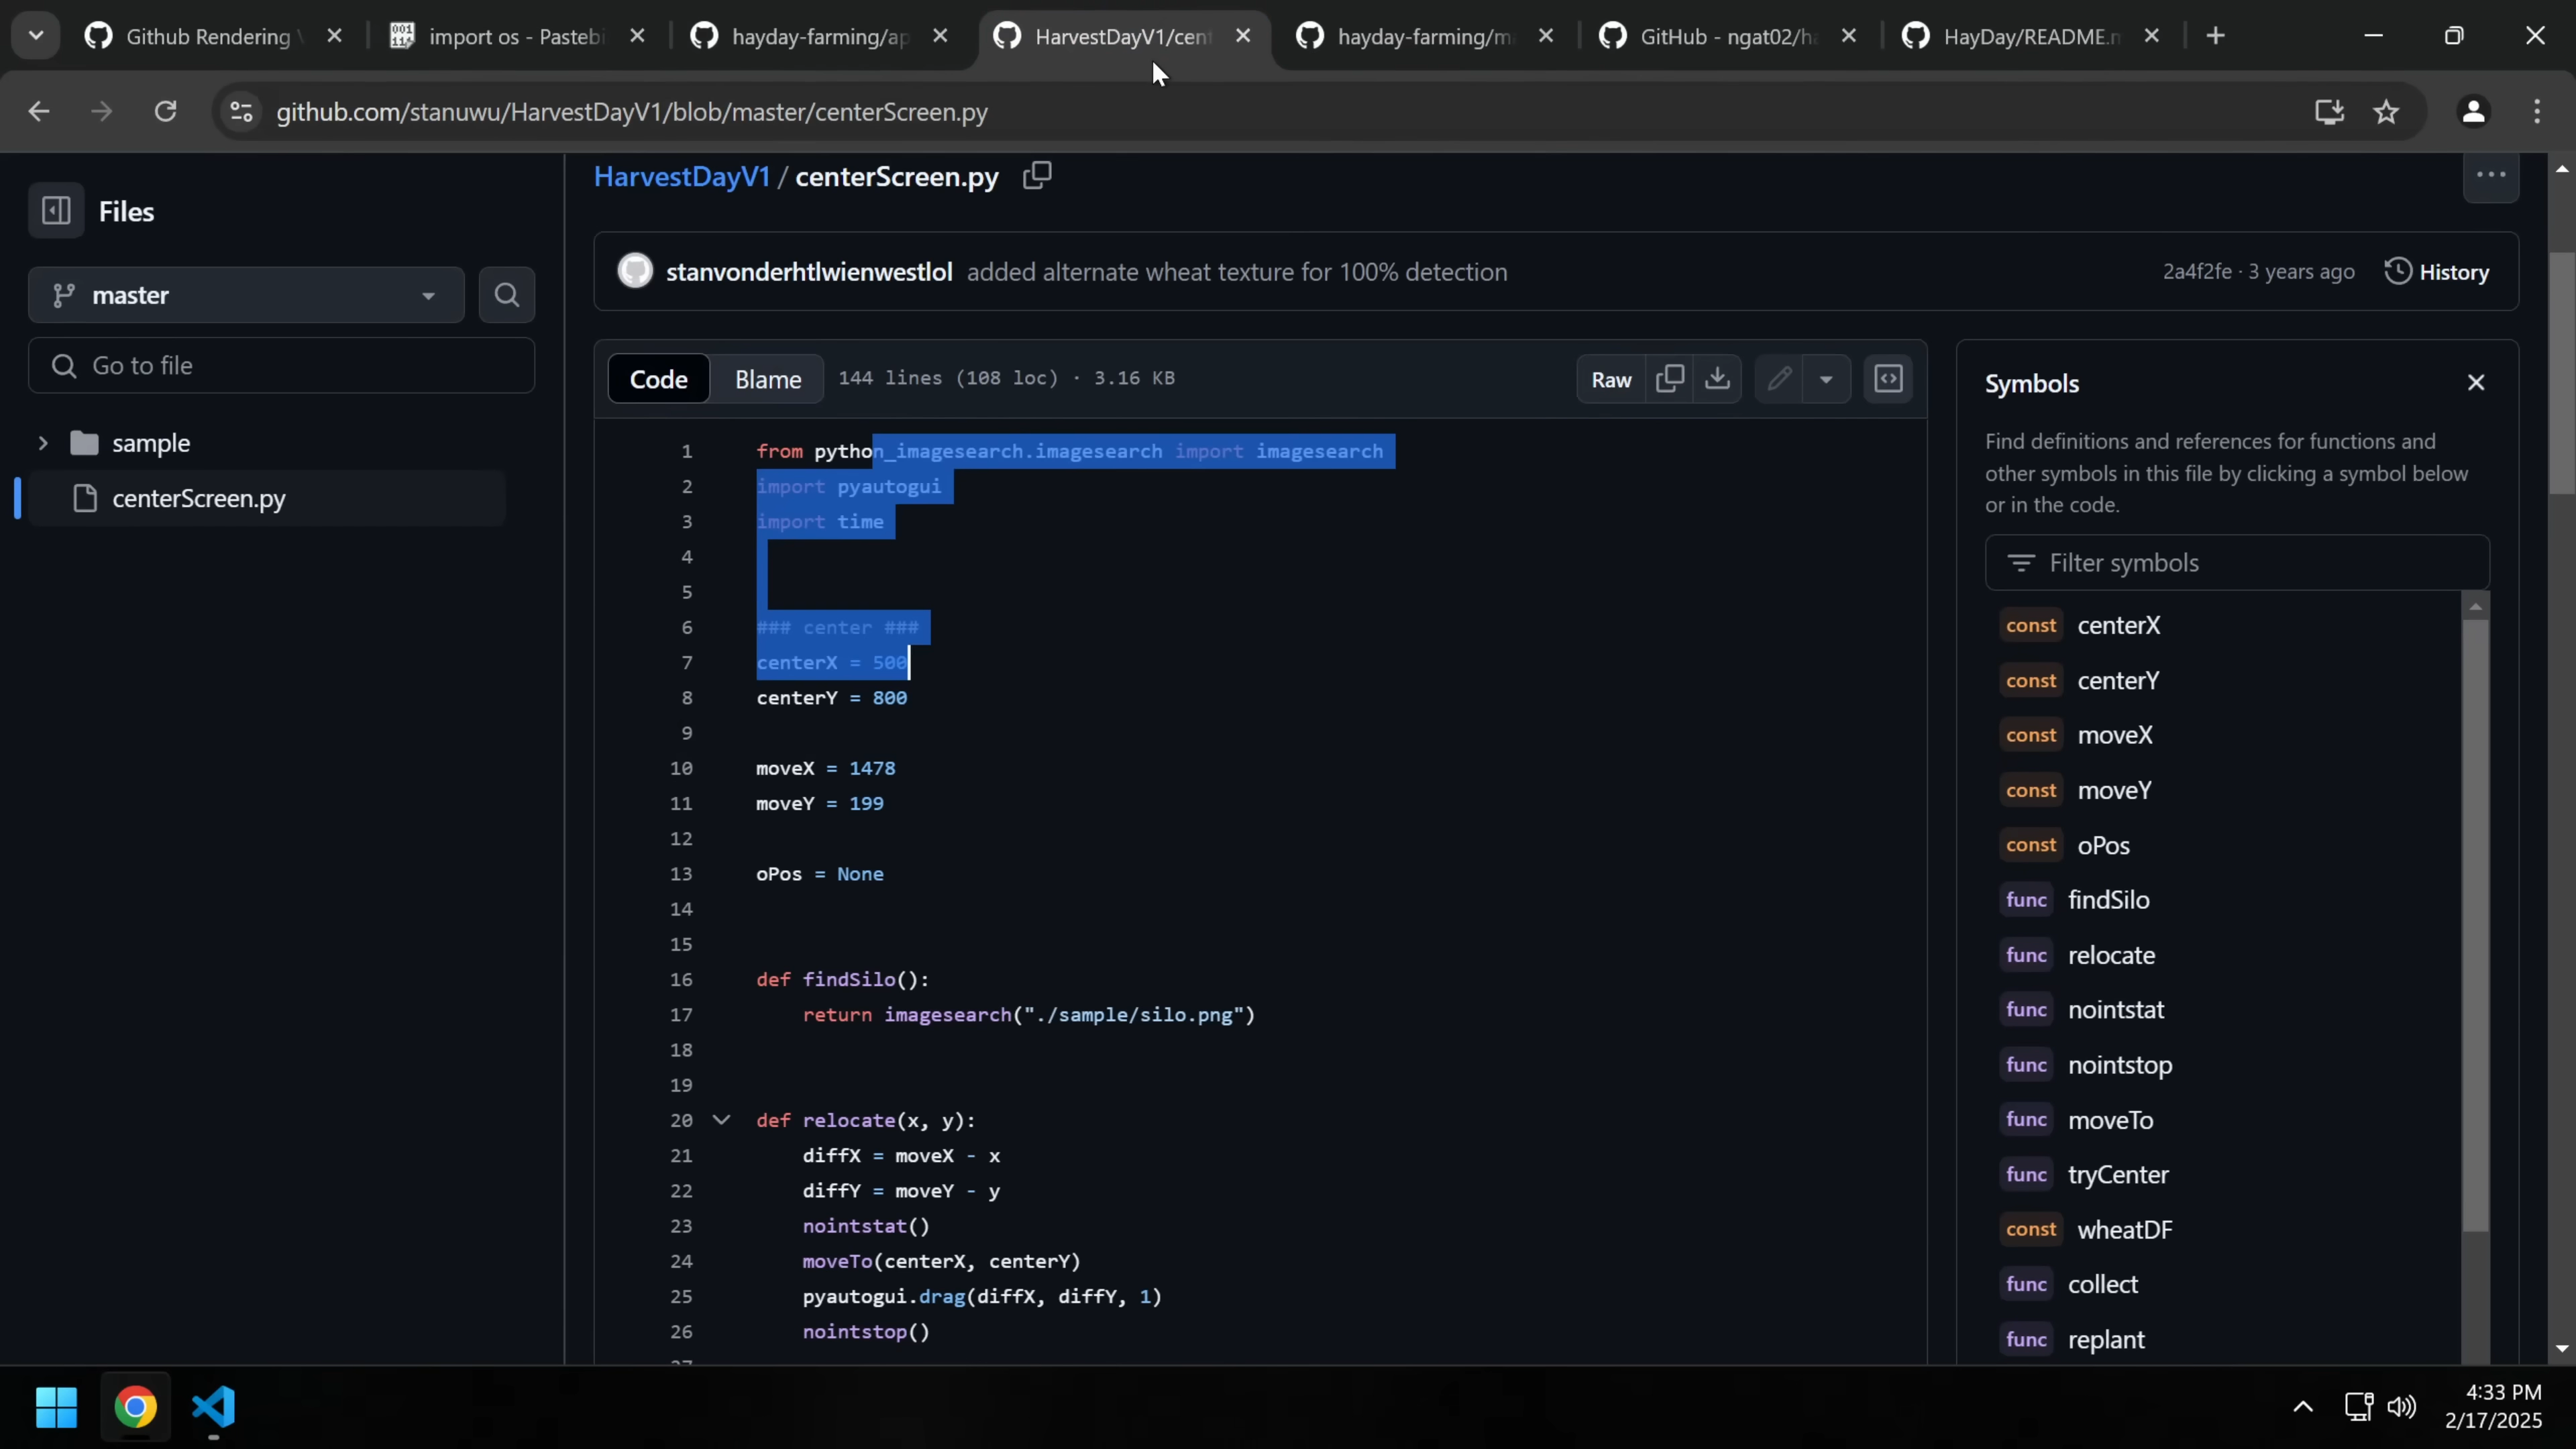 Github Rendering
import os - Pastebi
hayday-farming/ap
HarvestDayV1/cent
hayday-farming/m
GitHub - ngat02/ha
HayDay/README.m
github.com/stanuwu/HarvestDayV1/blob/master/centerScreen.py
Files
master
Go to file
sample
centerScreen.py
HarvestDayV1 / centerScreen.py
stanvonderhtlwienwestlol added alternate wheat texture for 100% detection
2a4f2fe · 3 years ago
History
Code
Blame
144 lines (108 loc) · 3.16 KB
Raw
1 from python_imagesearch.imagesearch import imagesearch
2 import pyautogui
3 import time
4
5
6 ### center ###
7 centerX = 500
8 centerY = 800
9
10 moveX = 1478
11 moveY = 199
12
13 oPos = None
14
15
16 def findSilo():
17 return imagesearch("./sample/silo.png")
18
19
20 def relocate(x, y):
21 diffX = moveX - x
22 diffY = moveY - y
23 nointstat()
24 moveTo(centerX, centerY)
25 pyautogui.drag(diffX, diffY, 1)
26 nointstop()
27
Symbols
Find definitions and references for functions and
other symbols in this file by clicking a symbol below
or in the code.
Filter symbols
const centerX
const centerY
const moveX
const moveY
const oPos
func findSilo
func relocate
func nointstat
func nointstop
func moveTo
func tryCenter
const wheatDF
func collect
func replant
4:33 PM
2/17/2025